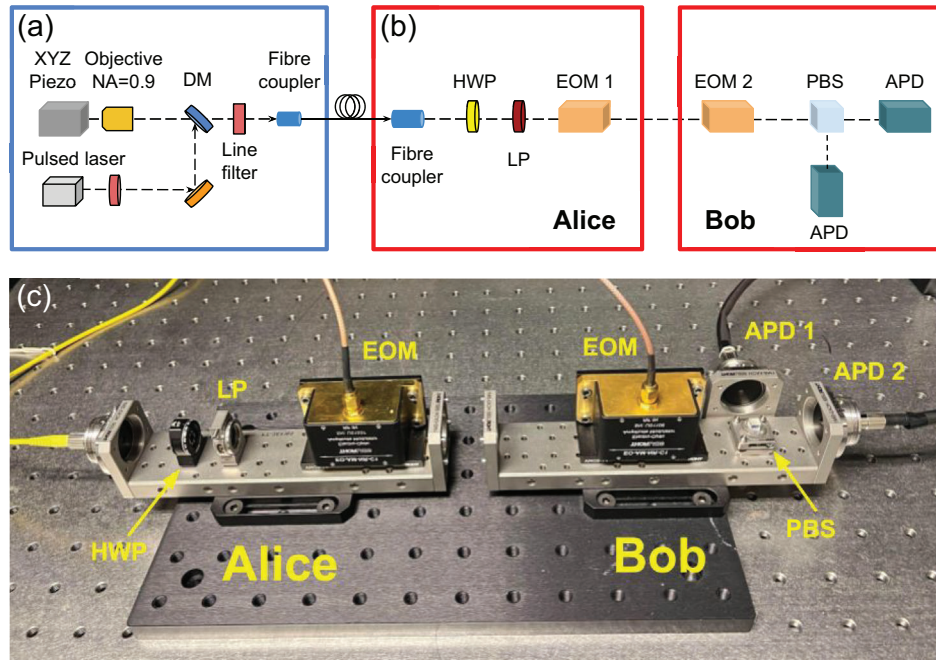 (a)
XYZ
Piezo
Objective
NA=0.9
DM
Fibre
coupler
Line
filter
Pulsed laser
(b)
HWP
EOM 1
Fibre
coupler
LP
Alice
EOM 2
PBS
APD
APD
Bob
(c)
EOM
EOM
APD 1
LP
APD 2
HWP
PBS
Alice
Bob